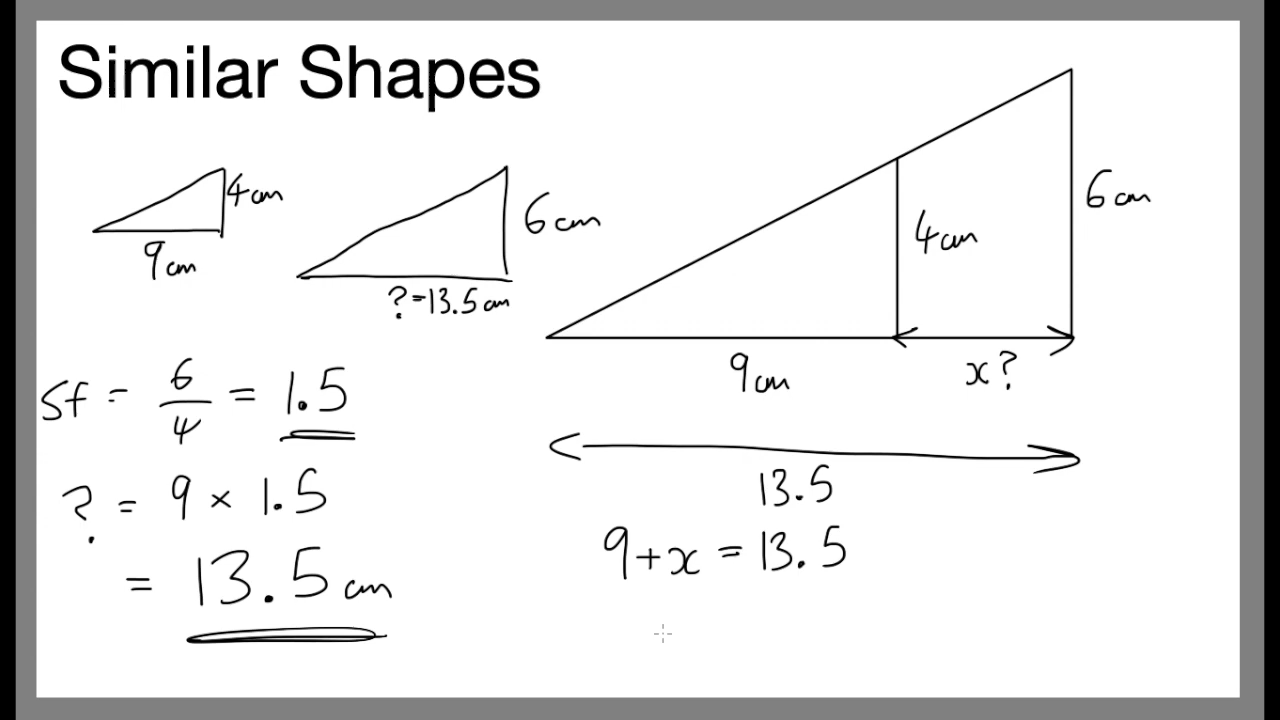 Similar Shapes
4cm
9cm
6cm
?=13.5cm
sf = 6/4 = 1.5
? = 9 × 1.5
= 13.5cm
6cm
4cm
9cm
x?
13.5
9+x = 13.5